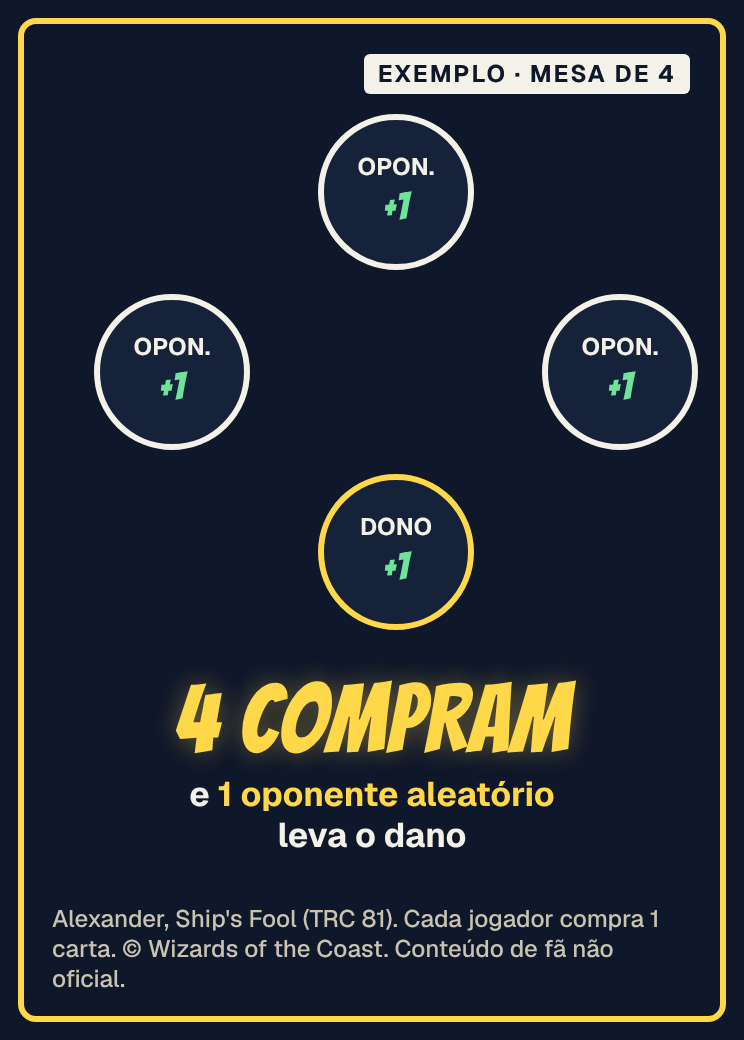 EXEMPLO · MESA DE 4
OPON.
+1
OPON.
+1
OPON.
+1
DONO
+1
4 COMPRAM
e 1 oponente aleatório
leva o dano
Alexander, Ship's Fool (TRC 81). Cada jogador compra 1
carta. © Wizards of the Coast. Conteúdo de fã não
oficial.